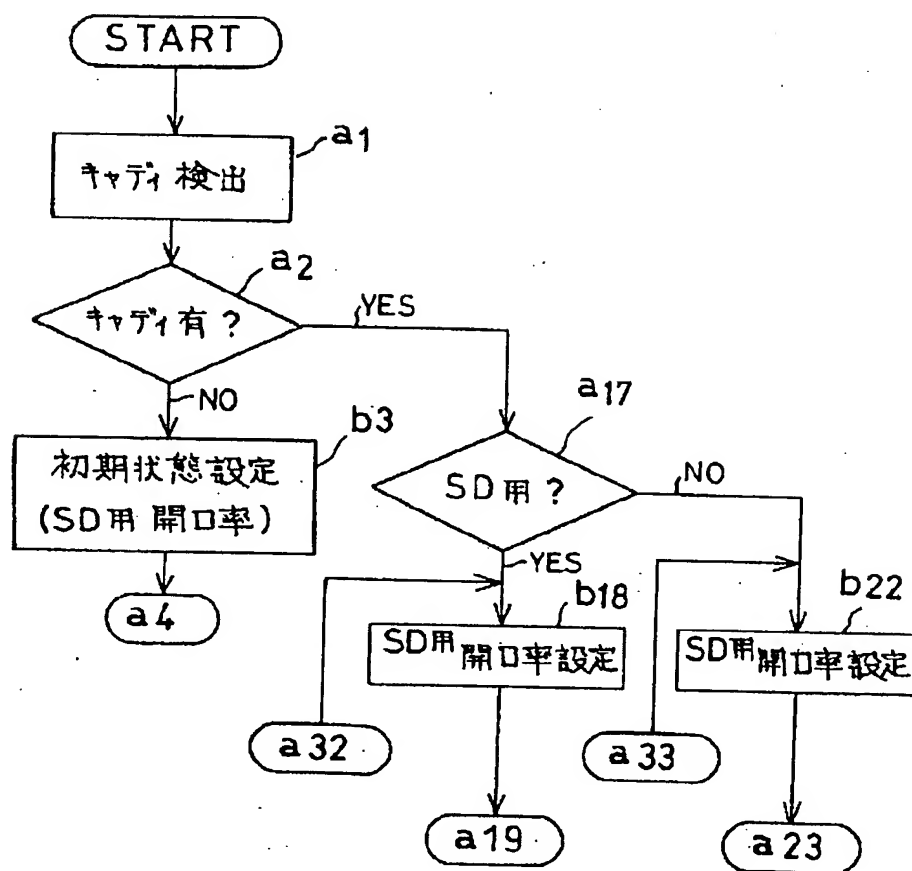 START
a1
キャディ検出
a2
キャディ有?
YES
NO
a17
b3
初期状態設定
(SD用 開口率)
SD用?
NO
YES
a4
b18
b22
SD用開口率設定
SD用開口率設定
a32
a33
a19
a23